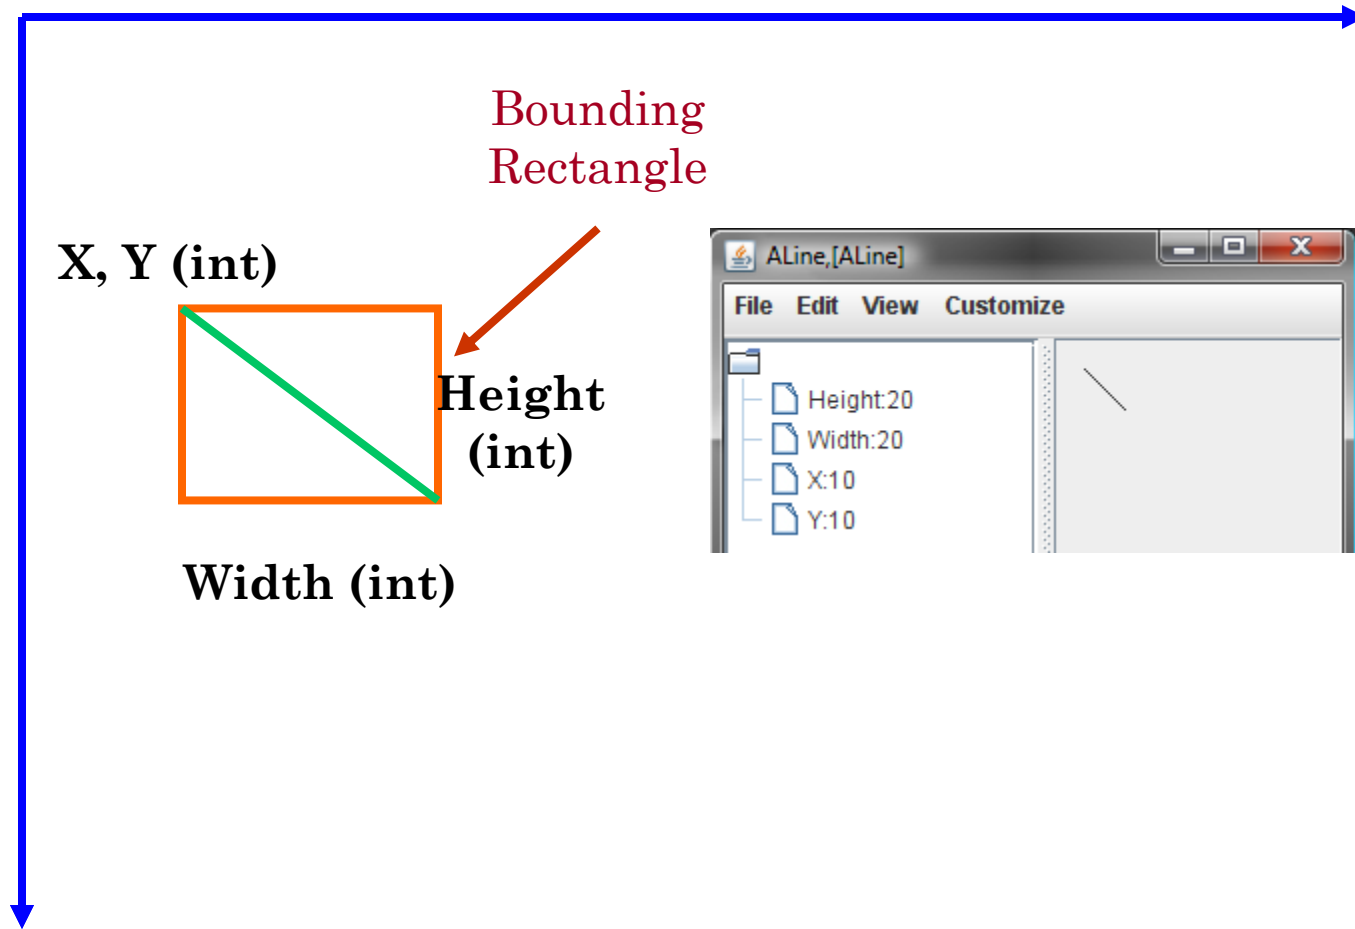 Bounding
Rectangle
X, Y (int)
Height
(int)
Width (int)
ALine,[ALine]
File Edit View Customize
Height:20
Width:20
X:10
Y:10